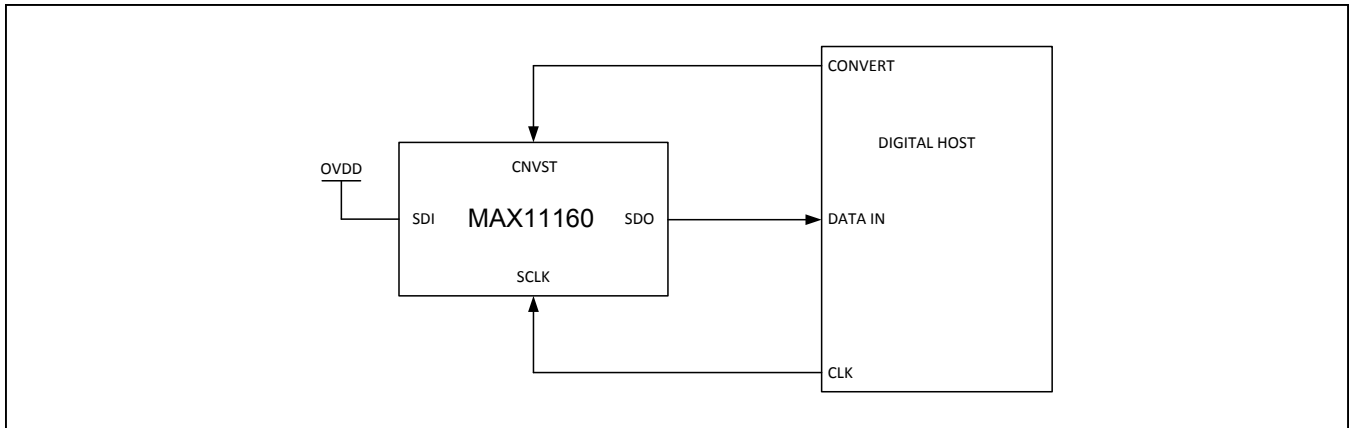 CONVERT
DIGITAL HOST
OVDD
CNVST
SDI
MAX11160
SDO
DATA IN
SCLK
CLK